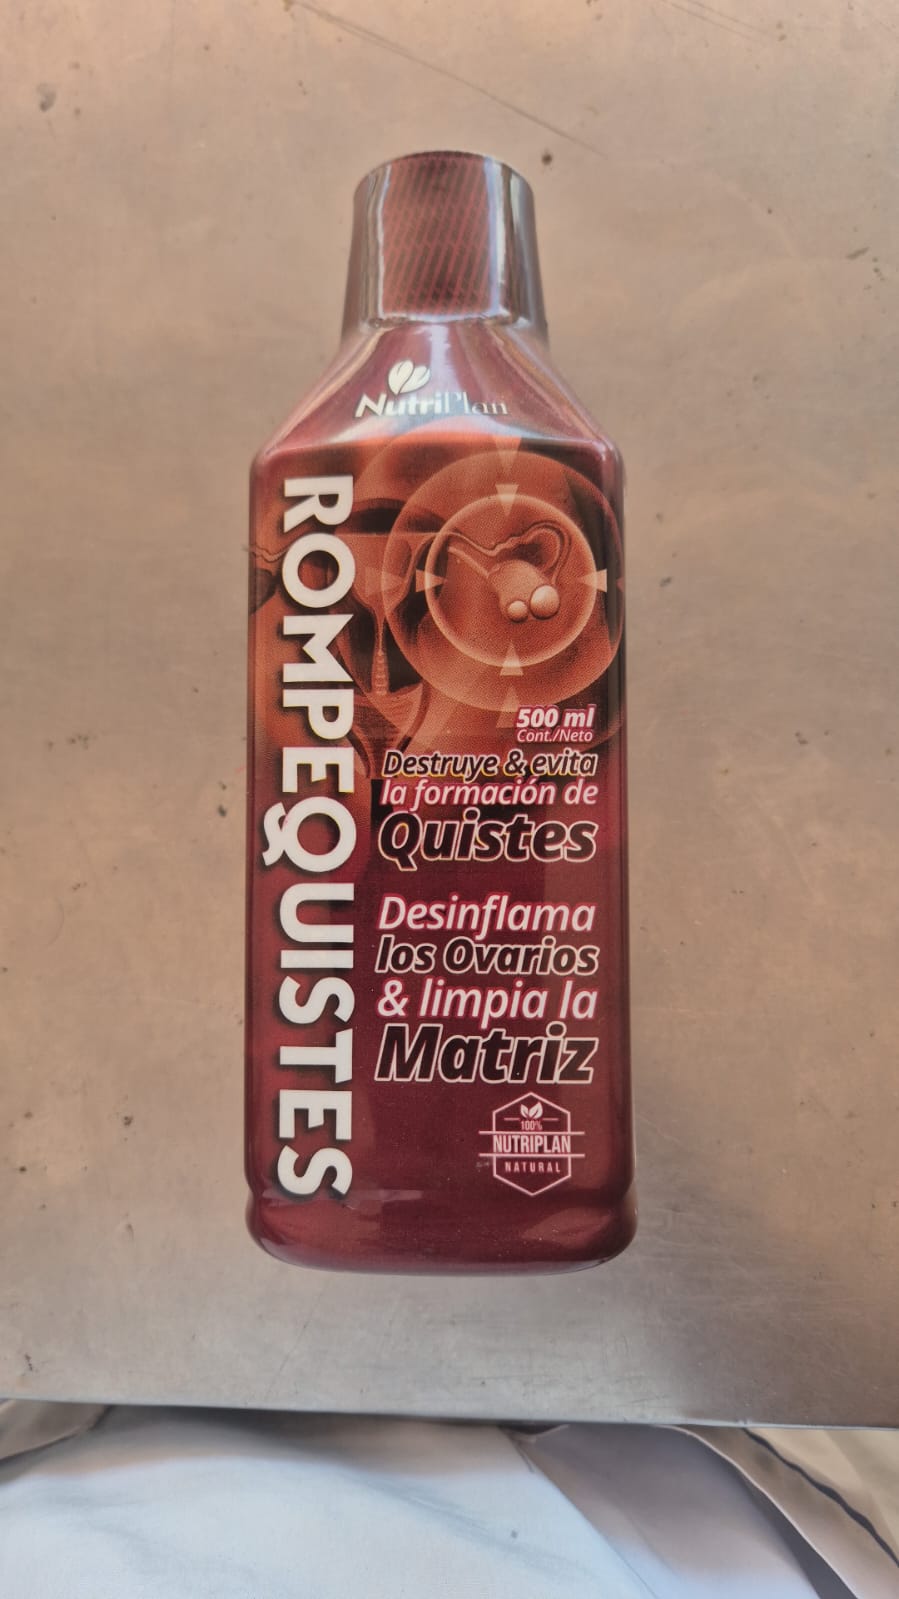 NutriPlan
ROMPEQUISTES
500 ml
Cont./Neto
Destruye & evita
la formación de
Quistes
Desinflama
los Ovarios
& limpia la
Matriz
100%
NUTRIPLAN
NATURAL